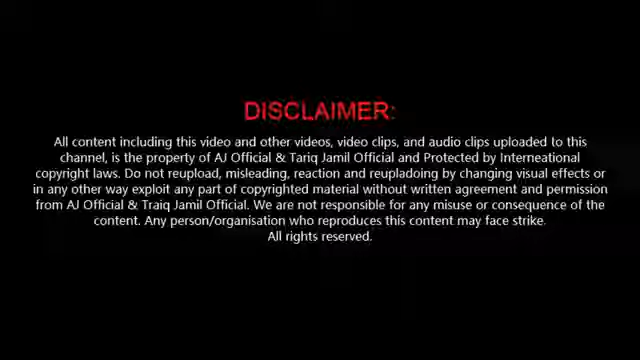 DISCLAIMER:
All content including this video and other videos, video clips, and audio clips uploaded to this
channel, is the property of AJ Official & Tariq Jamil Official and Protected by Interneational
copyright laws. Do not reupload, misleading, reaction and reupladoing by changing visual effects or
in any other way exploit any part of copyrighted material without written agreement and permission
from AJ Official & Traiq Jamil Official. We are not responsible for any misuse or consequence of the
content. Any person/organisation who reproduces this content may face strike.
All rights reserved.